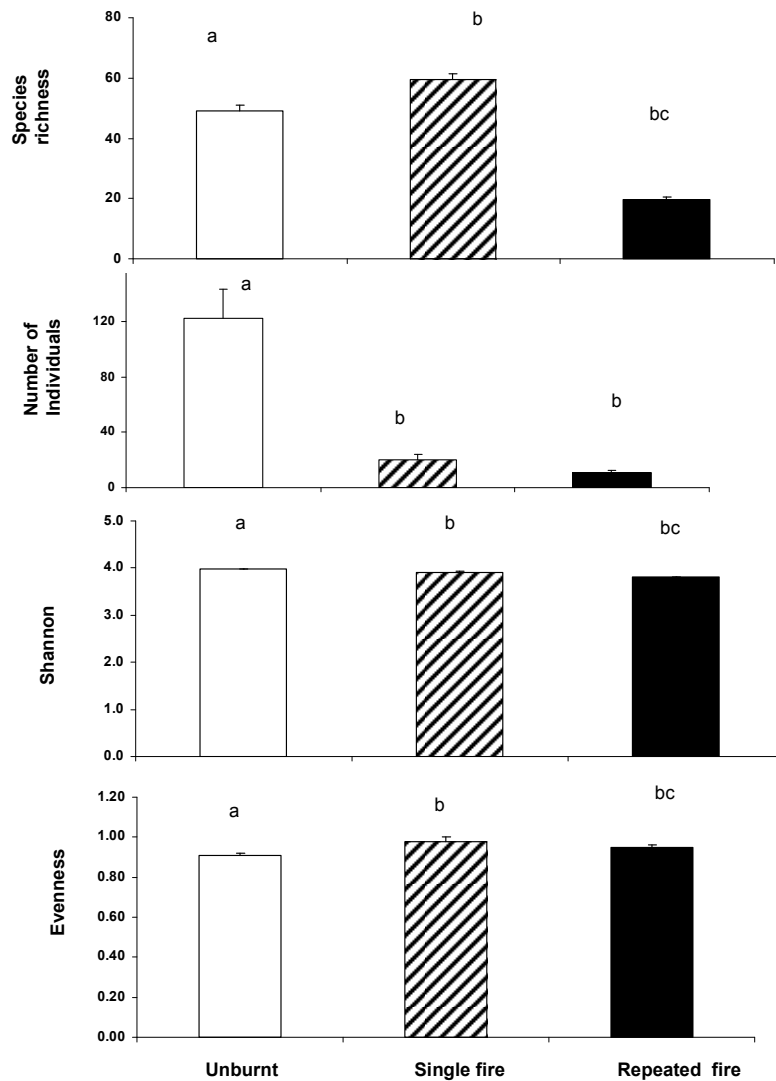 Species
richness
80
60
40
20
0
a
b
bc
Number of
Individuals
120
80
40
0
a
b
b
Shannon
5.0
4.0
3.0
2.0
1.0
0.0
a
b
bc
Evenness
1.20
1.00
0.80
0.60
0.40
0.20
0.00
a
b
bc
Unburnt
Single fire
Repeated fire